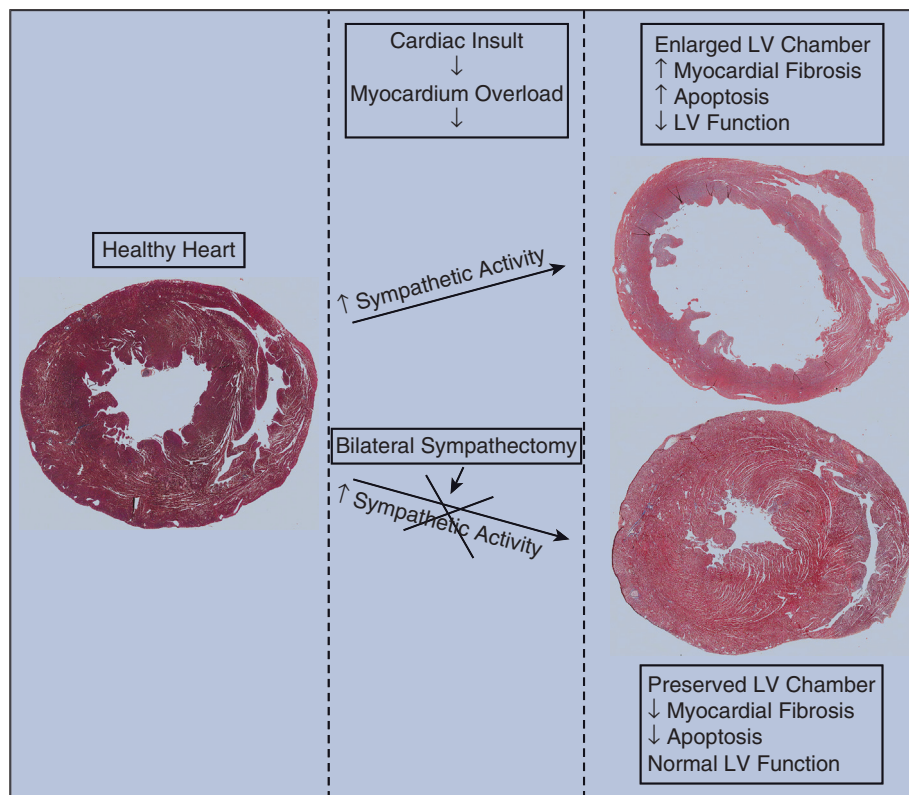 Healthy Heart
Cardiac Insult
↓
Myocardium Overload
↓
↑ Sympathetic Activity
Bilateral Sympathectomy
↑ Sympathetic Activity
Enlarged LV Chamber
↑ Myocardial Fibrosis
↑ Apoptosis
↓ LV Function
Preserved LV Chamber
↓ Myocardial Fibrosis
↓ Apoptosis
Normal LV Function